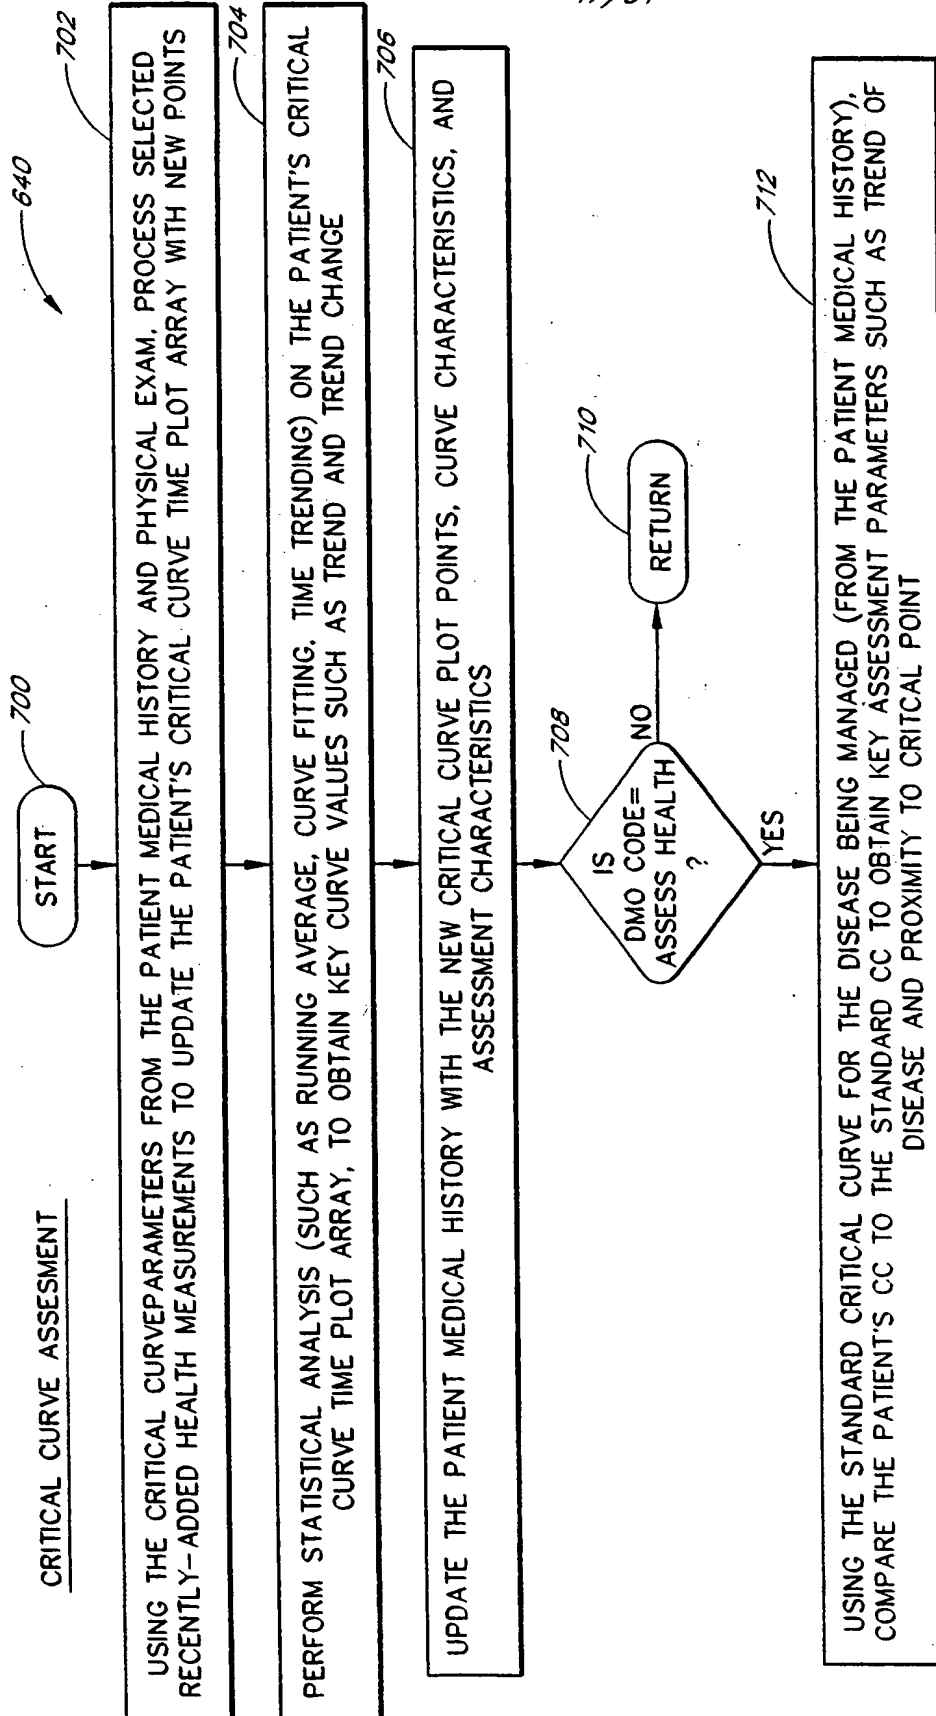 CRITICAL CURVE ASSESMENT
640
700
START
702
USING THE CRITICAL CURVEPARAMETERS FROM THE PATIENT MEDICAL HISTORY AND PHYSICAL EXAM, PROCESS SELECTED
RECENTLY-ADDED HEALTH MEASUREMENTS TO UPDATE THE PATIENT'S CRITICAL CURVE TIME PLOT ARRAY WITH NEW POINTS
704
PERFORM STATISTICAL ANALYSIS (SUCH AS RUNNING AVERAGE, CURVE FITTING, TIME TRENDING) ON THE PATIENT'S CRITICAL
CURVE TIME PLOT ARRAY, TO OBTAIN KEY CURVE VALUES SUCH AS TREND AND TREND CHANGE
706
UPDATE THE PATIENT MEDICAL HISTORY WITH THE NEW CRITICAL CURVE PLOT POINTS, CURVE CHARACTERISTICS, AND
ASSESSMENT CHARACTERISTICS
708
IS
DMO CODE=
ASSESS HEALTH
?
NO
710
RETURN
YES
712
USING THE STANDARD CRITICAL CURVE FOR THE DISEASE BEING MANAGED (FROM THE PATIENT MEDICAL HISTORY),
COMPARE THE PATIENT'S CC TO THE STANDARD CC TO OBTAIN KEY ASSESSMENT PARAMETERS SUCH AS TREND OF
DISEASE AND PROXIMITY TO CRITCAL POINT